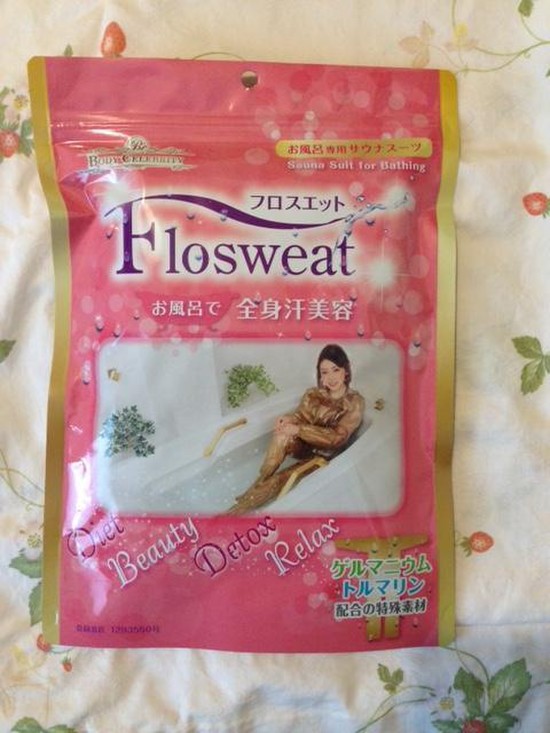 BODY CELEBRITY
お風呂専用サウナスーツ
Sauna Suit for Bathing
フロスエット
Flosweat
お風呂で 全身汗美容
Diet
Beauty
Detox
Relax
ゲルマニウム
トルマリン
配合の特殊素材